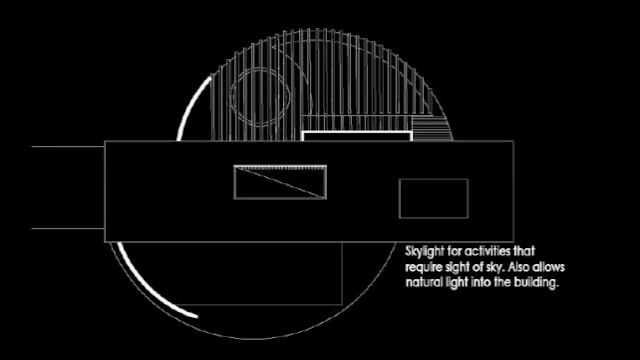 Skylight for activities that
require sight of sky. Also allows
natural light into the building.